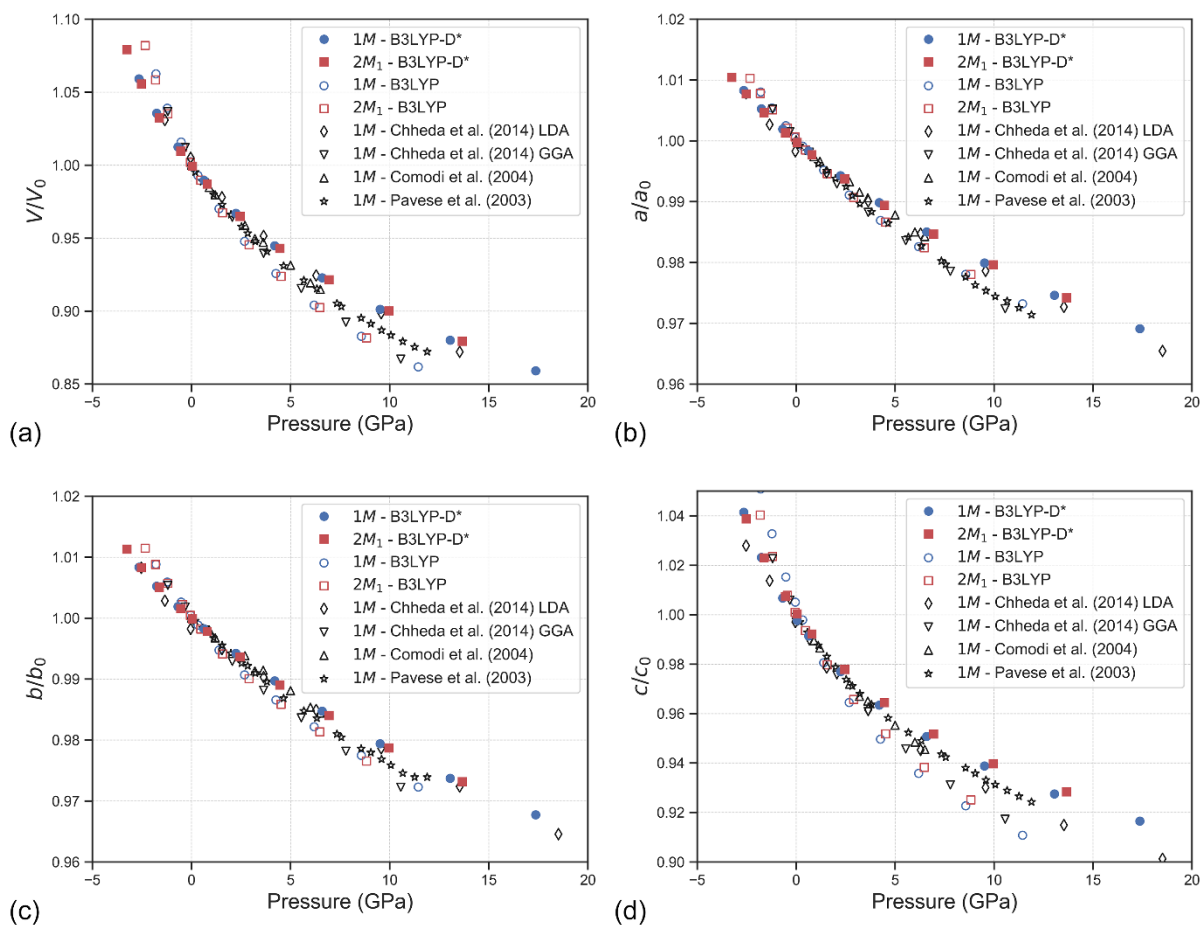 1.10
1.05
1.00
0.95
0.90
0.85
V/V₀
1M - B3LYP-D*
2M₁ - B3LYP-D*
1M - B3LYP
2M₁ - B3LYP
1M - Chheda et al. (2014) LDA
1M - Chheda et al. (2014) GGA
1M - Comodi et al. (2004)
1M - Pavese et al. (2003)
−5 0 5 10 15 20
Pressure (GPa)
(a)
1.02
1.01
1.00
0.99
0.98
0.97
0.96
a/a₀
1M - B3LYP-D*
2M₁ - B3LYP-D*
1M - B3LYP
2M₁ - B3LYP
1M - Chheda et al. (2014) LDA
1M - Chheda et al. (2014) GGA
1M - Comodi et al. (2004)
1M - Pavese et al. (2003)
−5 0 5 10 15 20
Pressure (GPa)
(b)
1.02
1.01
1.00
0.99
0.98
0.97
0.96
b/b₀
1M - B3LYP-D*
2M₁ - B3LYP-D*
1M - B3LYP
2M₁ - B3LYP
1M - Chheda et al. (2014) LDA
1M - Chheda et al. (2014) GGA
1M - Comodi et al. (2004)
1M - Pavese et al. (2003)
−5 0 5 10 15 20
Pressure (GPa)
(c)
1.04
1.02
1.00
0.98
0.96
0.94
0.92
0.90
c/c₀
1M - B3LYP-D*
2M₁ - B3LYP-D*
1M - B3LYP
2M₁ - B3LYP
1M - Chheda et al. (2014) LDA
1M - Chheda et al. (2014) GGA
1M - Comodi et al. (2004)
1M - Pavese et al. (2003)
−5 0 5 10 15 20
Pressure (GPa)
(d)